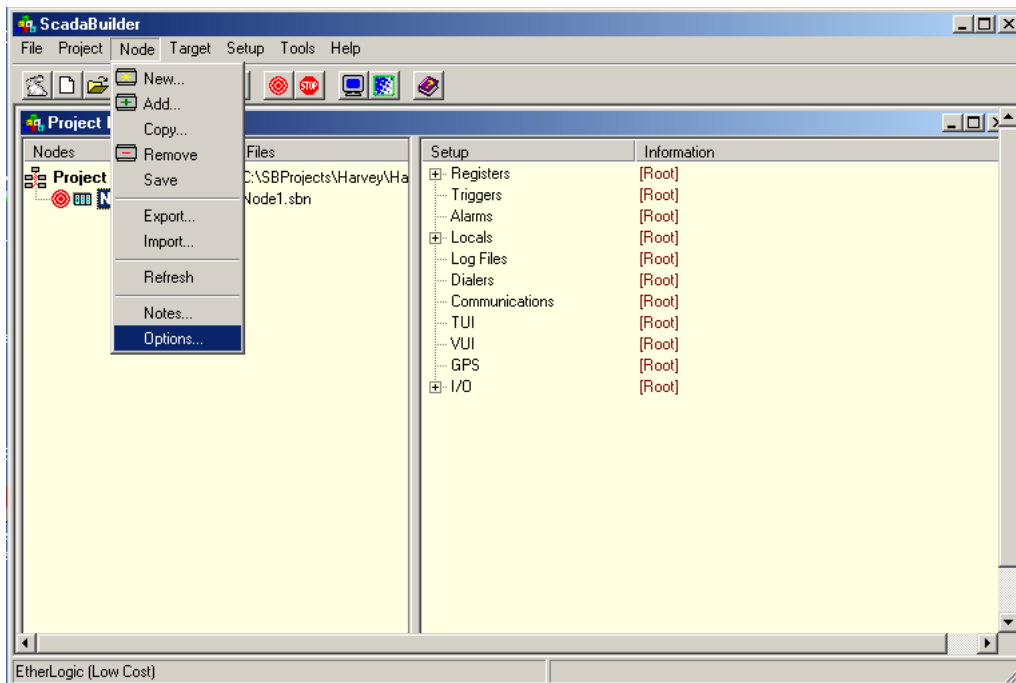 ScadaBuilder
File Project Node Target Setup Tools Help
New...
Add...
Copy...
Remove
Save
Export...
Import...
Refresh
Notes...
Options...
STOP
Project
Nodes Files
Project C:\SBProjects\Harvey\Ha
N Node1.sbn
Setup Information
Registers [Root]
Triggers [Root]
Alarms [Root]
Locals [Root]
Log Files [Root]
Dialers [Root]
Communications [Root]
TUI [Root]
VUI [Root]
GPS [Root]
I/O [Root]
EtherLogic (Low Cost)